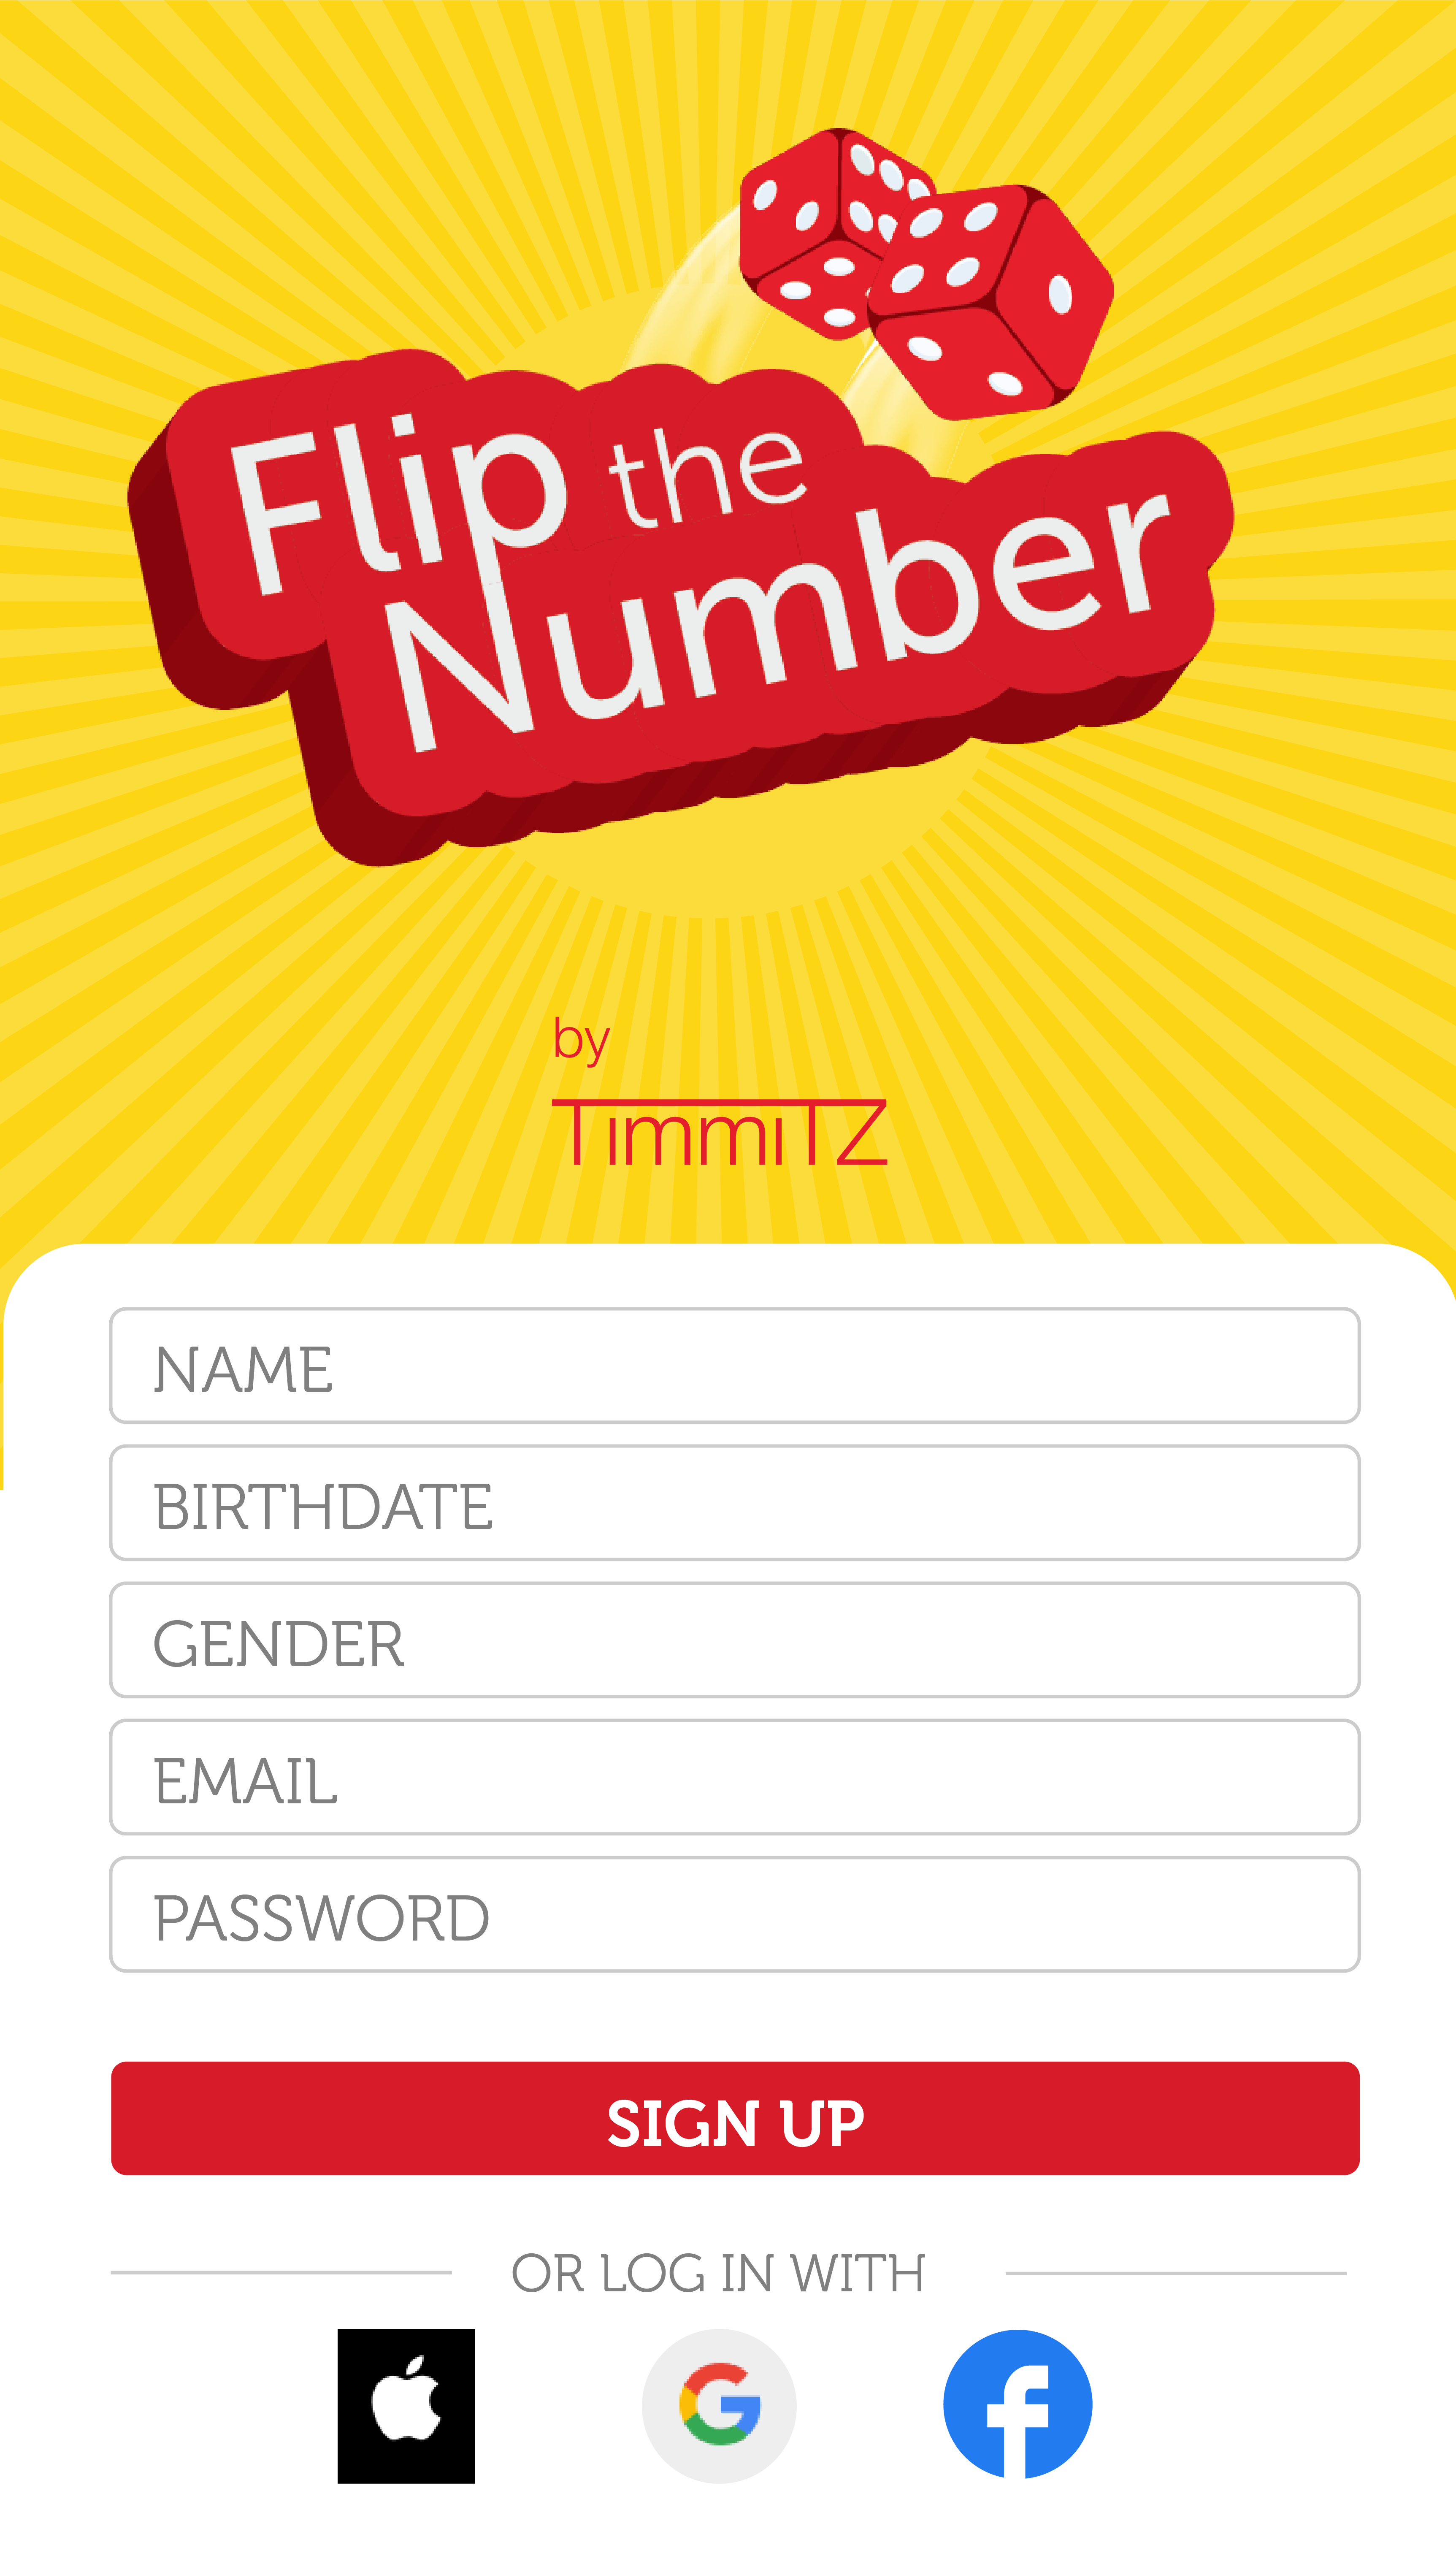 Flip the
Number
by
TimmiTZ
NAME
BIRTHDATE
GENDER
EMAIL
PASSWORD
SIGN UP
OR LOG IN WITH